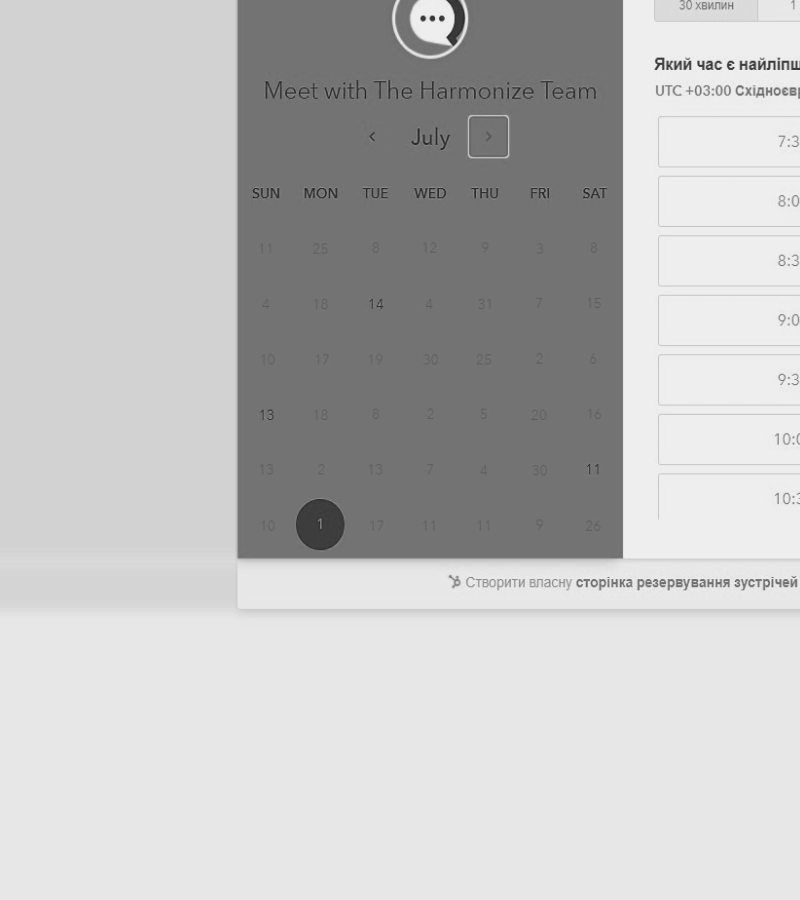 30 хвилин 1
Meet with The Harmonize Team
Який час є найліпш
UTC +03:00 Східноєвр
July
SUN MON TUE WED THU FRI SAT
11 25 8 12 9 3 8
4 18 14 4 31 7 15
10 17 19 30 25 2 6
13 18 8 2 5 20 16
13 2 13 7 4 30 11
10 1 17 11 11 9 26
7:3
8:0
8:3
9:0
9:3
10:0
10:3
Створити власну сторінка резервування зустрічей